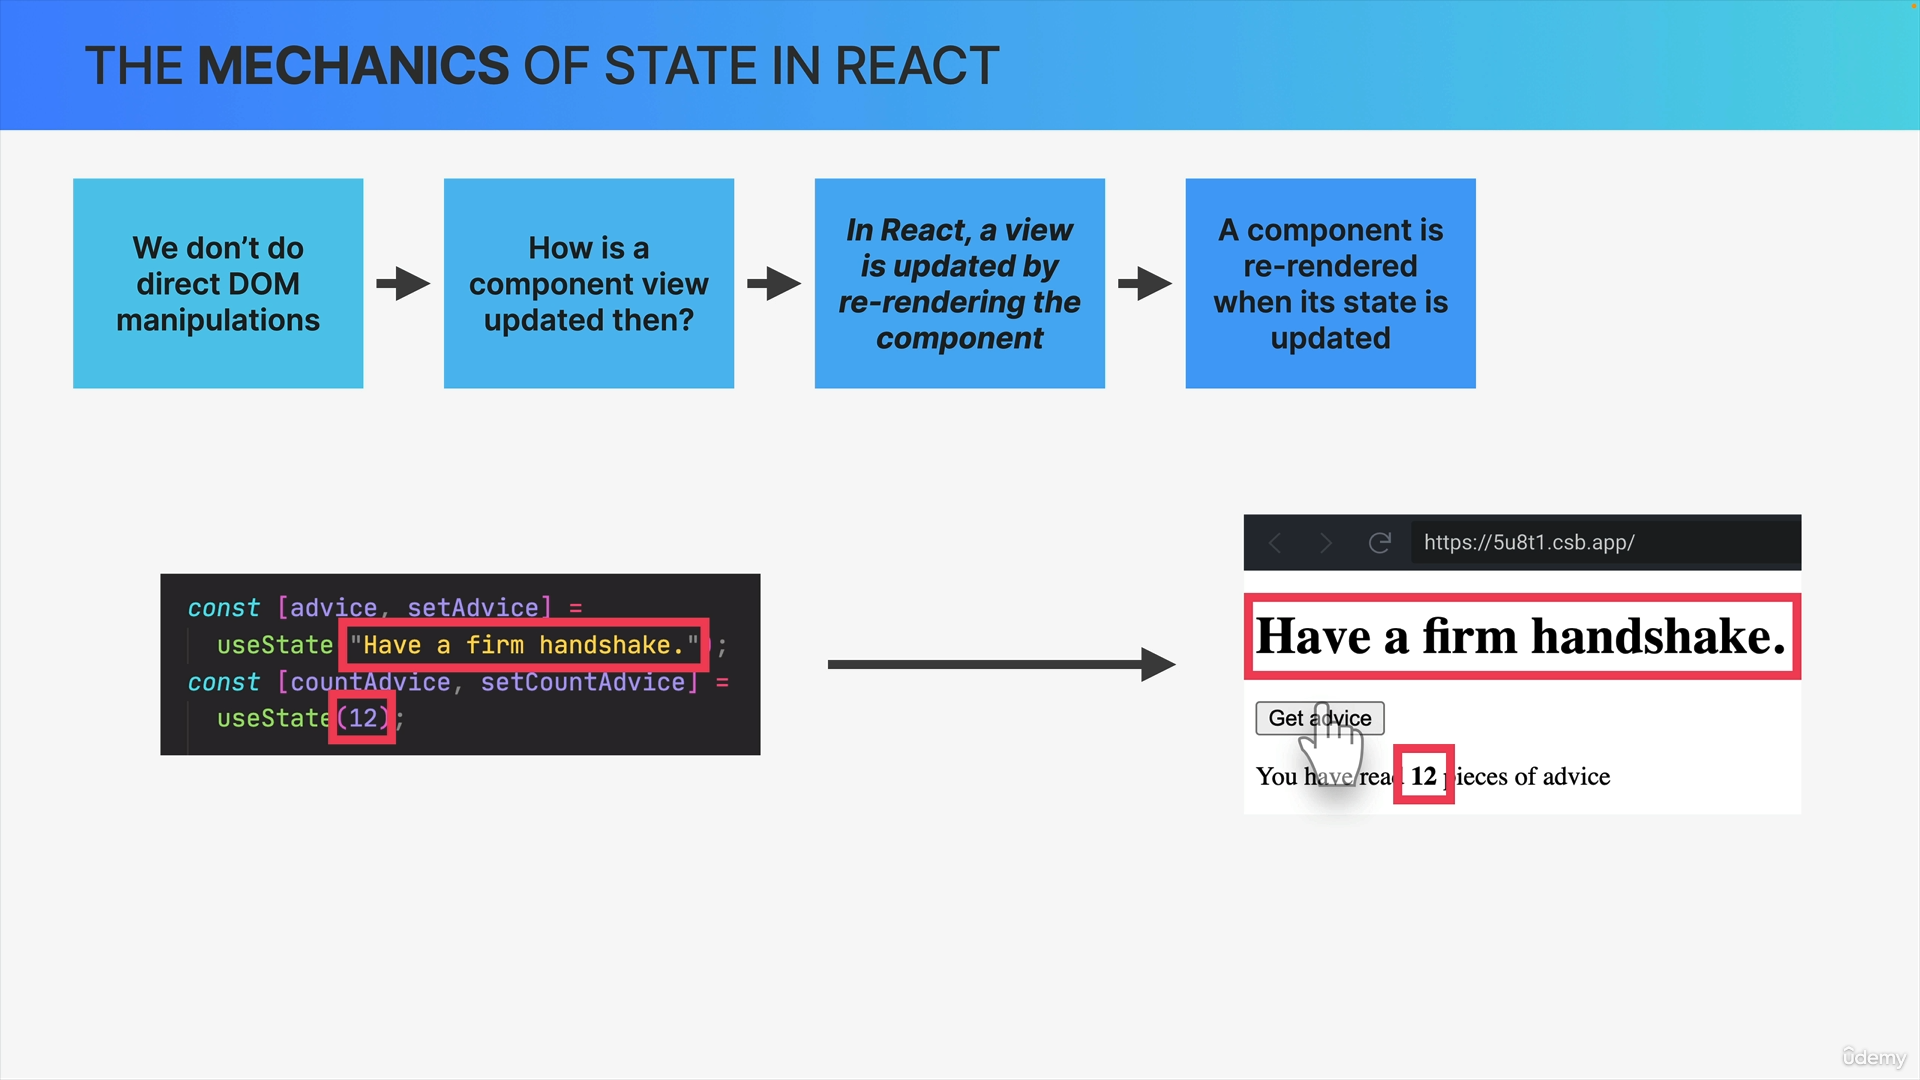 THE MECHANICS OF STATE IN REACT
We don’t do
direct DOM
manipulations
How is a
component view
updated then?
In React, a view
is updated by
re-rendering the
component
A component is
re-rendered
when its state is
updated
const [advice, setAdvice] =
useState("Have a firm handshake.");
const [countAdvice, setCountAdvice] =
useState(12);
https://5u8t1.csb.app/
Have a firm handshake.
Get advice
You have read 12 pieces of advice
ûdemy